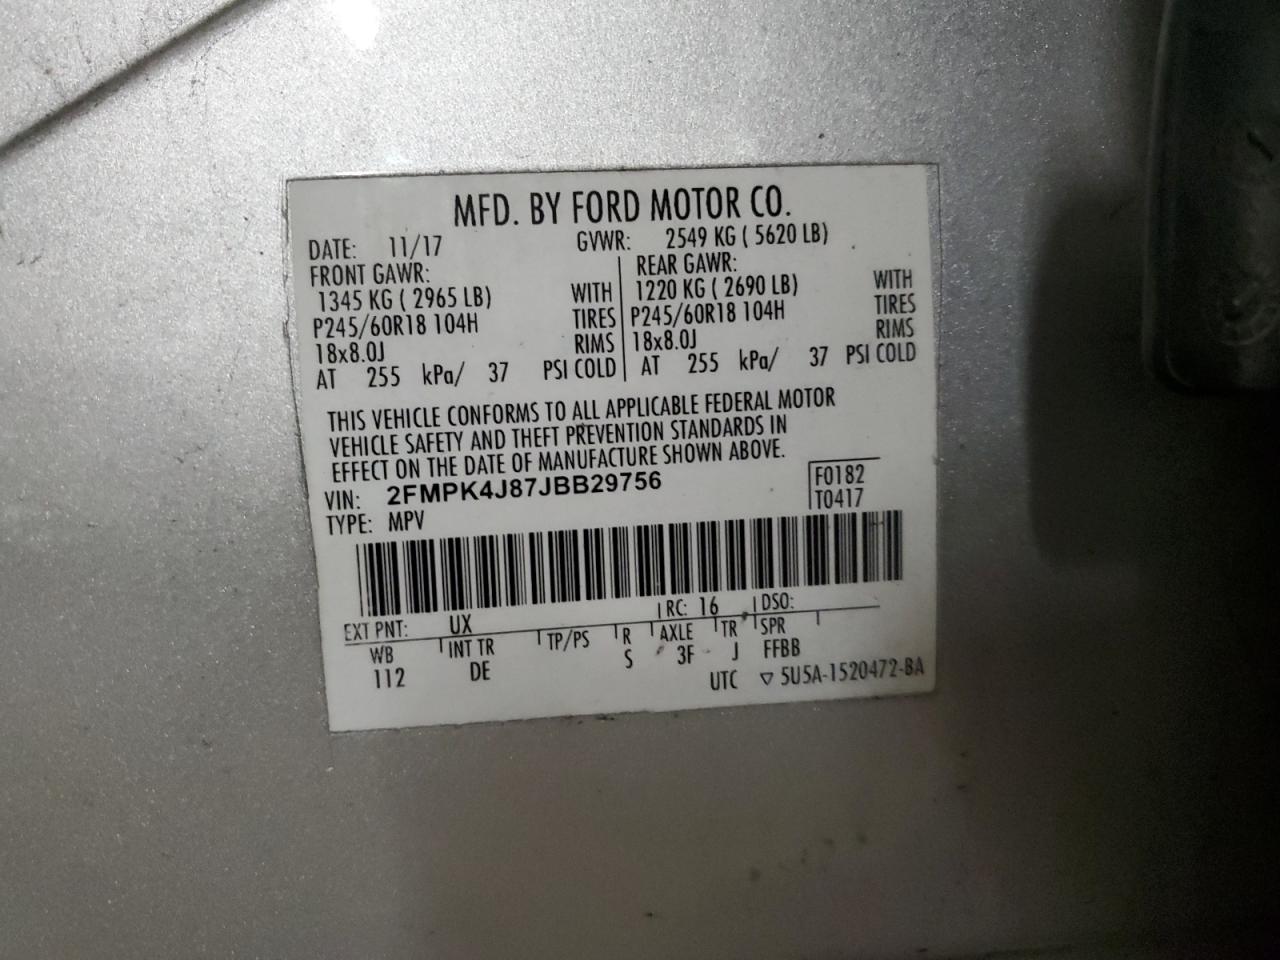 MFD. BY FORD MOTOR CO.
DATE: 11/17 GVWR: 2549 KG ( 5620 LB)
FRONT GAWR: REAR GAWR:
1345 KG ( 2965 LB) WITH 1220 KG ( 2690 LB) WITH
P245/60R18 104H TIRES P245/60R18 104H TIRES
18x8.0J RIMS 18x8.0J RIMS
AT 255 kPa/ 37 PSI COLD AT 255 kPa/ 37 PSI COLD
THIS VEHICLE CONFORMS TO ALL APPLICABLE FEDERAL MOTOR
VEHICLE SAFETY AND THEFT PREVENTION STANDARDS IN
EFFECT ON THE DATE OF MANUFACTURE SHOWN ABOVE.
VIN: 2FMPK4J87JBB29756 F0182
TYPE: MPV T0417
EXT PNT: UX RC: 16 DSO:
WB INT TR TP/PS R AXLE TR SPR
112 DE S 3F J FFBB
UTC ▽ 5U5A-1520472-BA